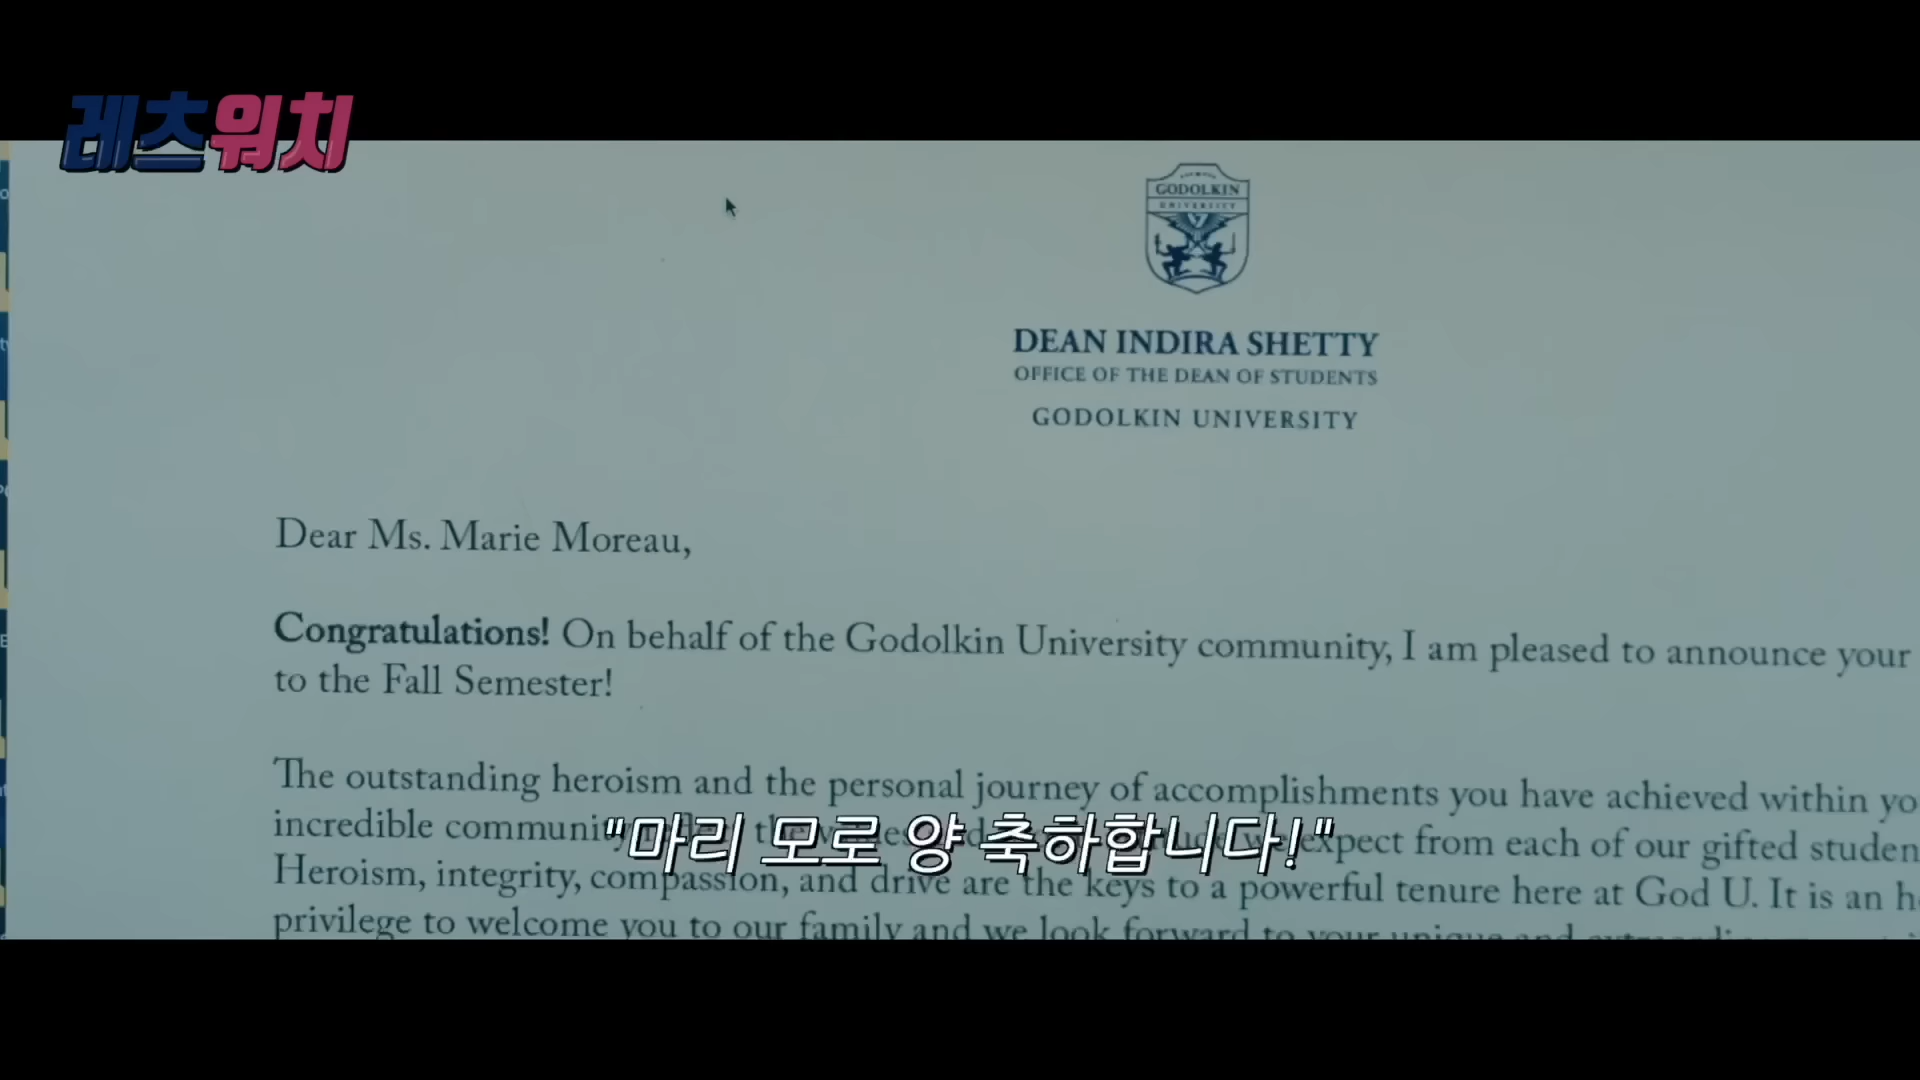 레츠워치
GODOLKIN
UNIVERSITY
DEAN INDIRA SHETTY
OFFICE OF THE DEAN OF STUDENTS
GODOLKIN UNIVERSITY
Dear Ms. Marie Moreau,
Congratulations! On behalf of the Godolkin University community, I am pleased to announce your
to the Fall Semester!
The outstanding heroism and the personal journey of accomplishments you have achieved within
incredible expect from each of our gifted
"마리 모로 양 축하합니다!"
Heroism, integrity, compassion, and drive are the keys to a powerful tenure here at God U. It is an
privilege to welcome you to our family and we look forward to your unique and